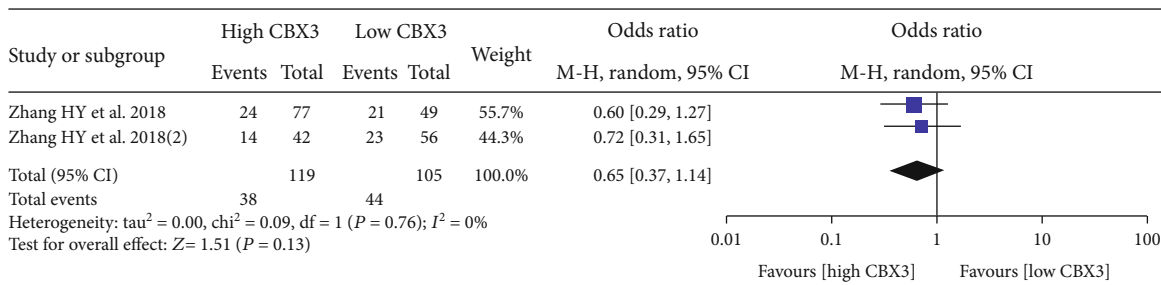 Study or subgroup High CBX3 Low CBX3 Weight Odds ratio Odds ratio
Events Total Events Total M-H, random, 95% CI M-H, random, 95% CI
Zhang HY et al. 2018 24 77 21 49 55.7% 0.60 [0.29, 1.27]
Zhang HY et al. 2018(2) 14 42 23 56 44.3% 0.72 [0.31, 1.65]
Total (95% CI) 119 105 100.0% 0.65 [0.37, 1.14]
Total events 38 44
Heterogeneity: tau² = 0.00, chi² = 0.09, df = 1 (P = 0.76); I² = 0%
Test for overall effect: Z= 1.51 (P = 0.13)
0.01 0.1 1 10 100
Favours [high CBX3] Favours [low CBX3]